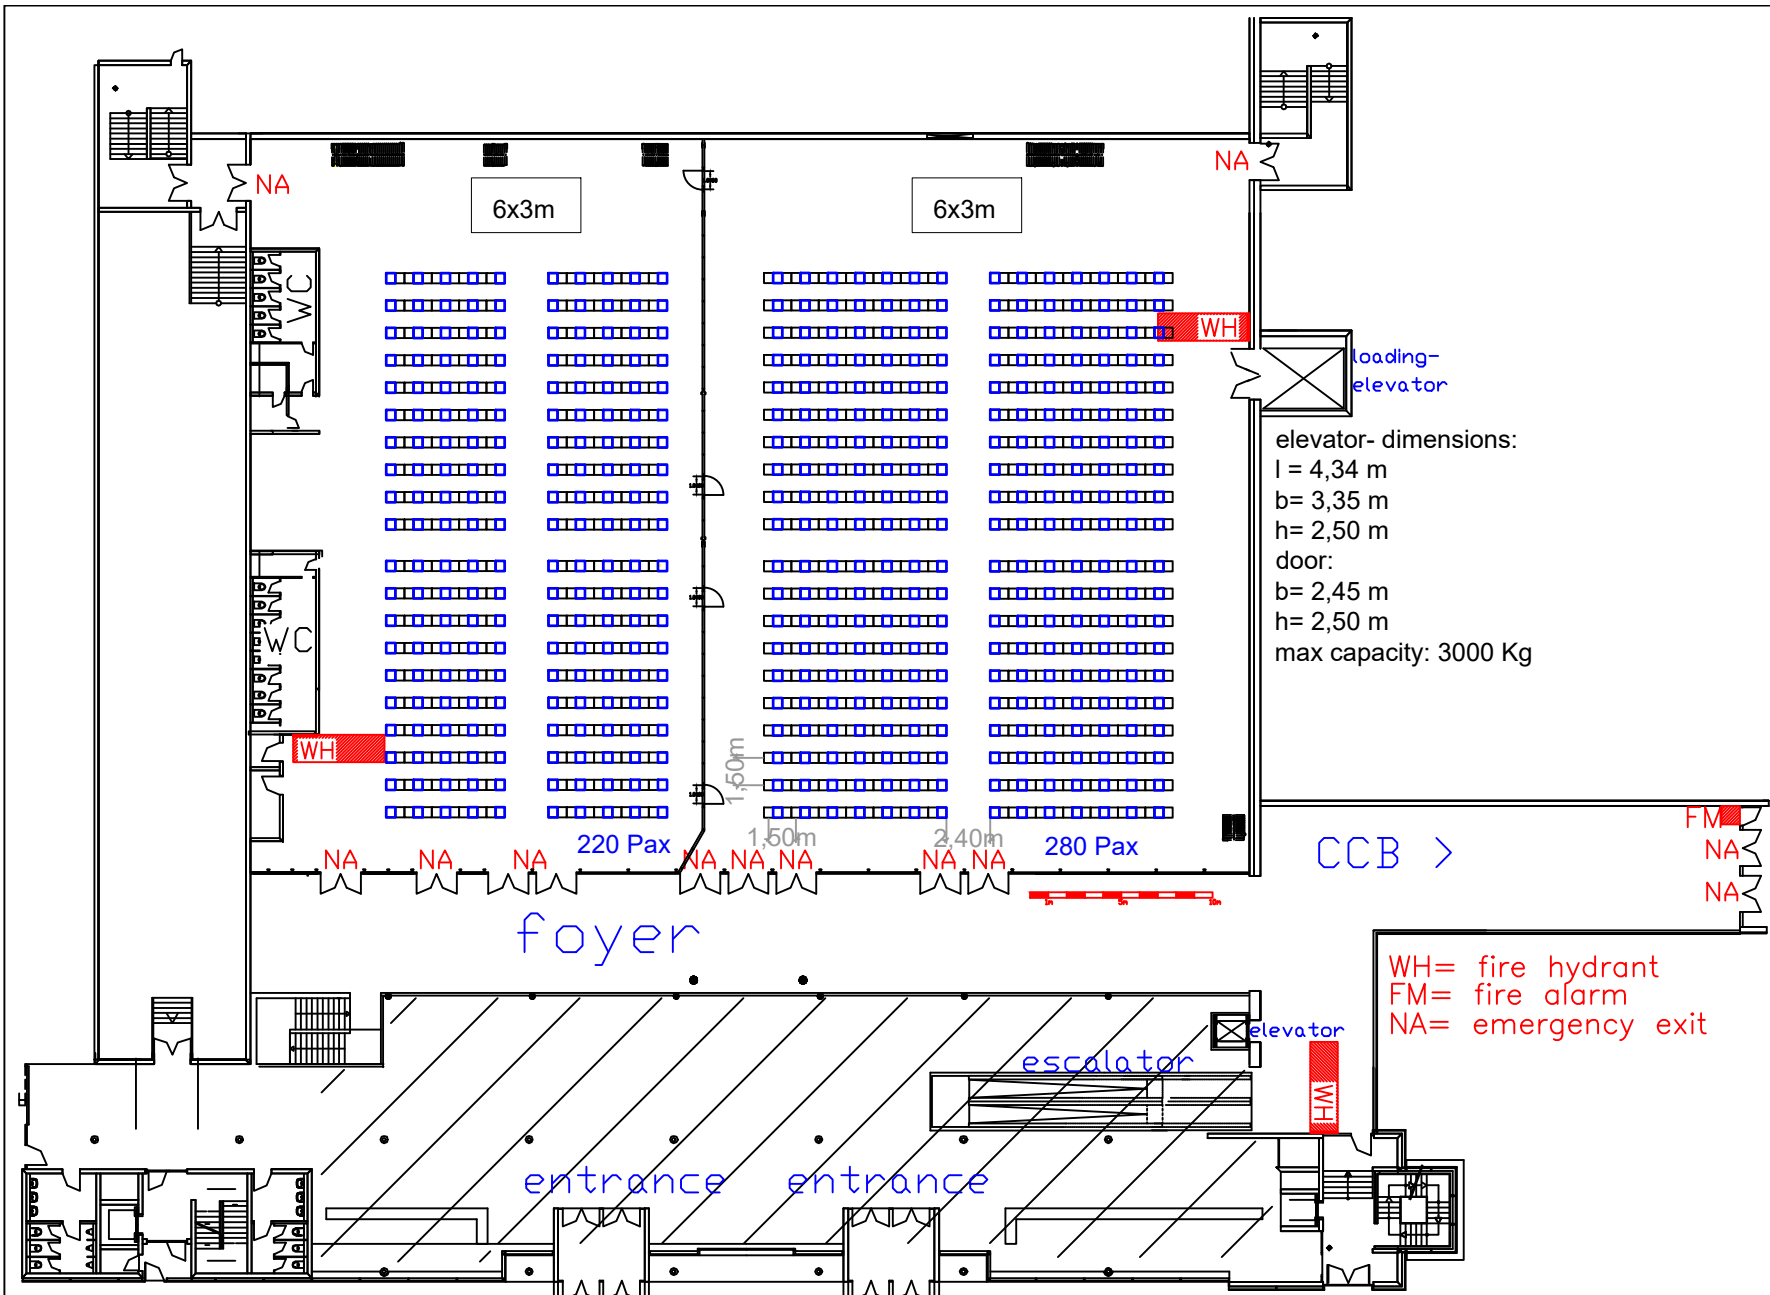 NA
NA
6x3m
6x3m
WC
WH
loading-
elevator
elevator- dimensions:
l = 4,34 m
b= 3,35 m
h= 2,50 m
door:
b= 2,45 m
h= 2,50 m
max capacity: 3000 Kg
WC
WH
1,50m
1,50m
2,40m
220 Pax
280 Pax
NA
NA
NA
NA
NA
NA
NA
NA
1m
5m
10m
CCB >
FM
NA
NA
foyer
WH= fire hydrant
FM= fire alarm
NA= emergency exit
elevator
escalator
WH
entrance
entrance